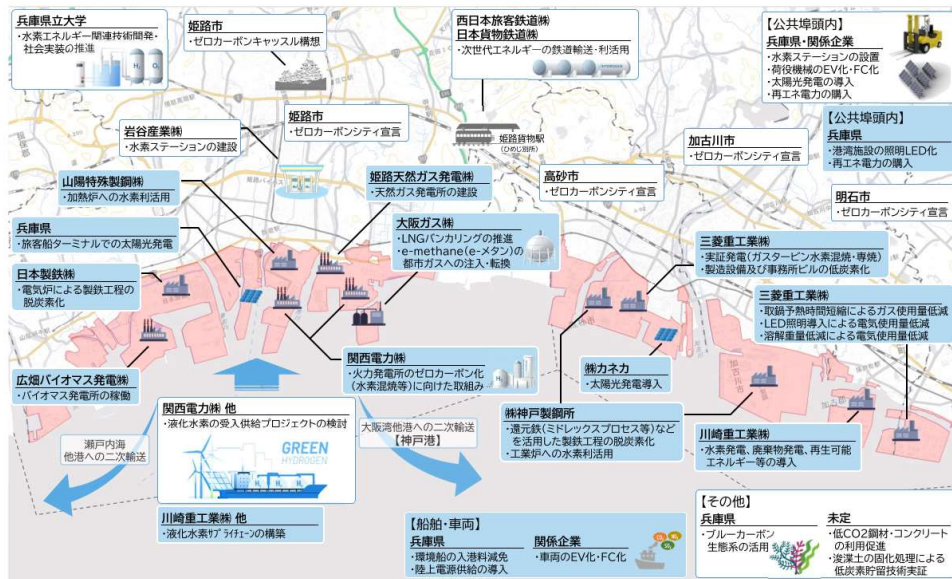 兵庫県立大学
・水素エネルギー関連技術開発・
社会実装の推進
姫路市
・ゼロカーボンキャッスル構想
西日本旅客鉄道㈱
日本貨物鉄道㈱
・次世代エネルギーの鉄道輸送・利活用
HYDROGEN
【公共埠頭内】
兵庫県・関係企業
・水素ステーションの設置
・荷役機械のEV化・FC化
・太陽光発電の導入
・再エネ電力の購入
岩谷産業㈱
・水素ステーションの建設
姫路市
・ゼロカーボンシティ宣言
姫路貨物駅
(ひめじ別所)
加古川市
・ゼロカーボンシティ宣言
【公共埠頭内】
兵庫県
・港湾施設の照明LED化
・再エネ電力の購入
山陽特殊製鋼㈱
・加熱炉への水素利活用
姫路天然ガス発電㈱
・天然ガス発電所の建設
高砂市
・ゼロカーボンシティ宣言
明石市
・ゼロカーボンシティ宣言
兵庫県
・旅客船ターミナルでの太陽光発電
大阪ガス㈱
・LNGバンカリングの推進
・e-methane(e-メタン)の
都市ガスへの注入・転換
三菱重工業㈱
・実証発電(ガスタービン水素混焼・専焼)
・製造設備及び事務所ビルの低炭素化
日本製鉄㈱
・電気炉による製鉄工程の
脱炭素化
三菱重工業㈱
・取鍋予熱時間短縮によるガス使用量低減
・LED照明導入による電気使用量低減
・溶解重量低減による電気使用量低減
広畑バイオマス発電㈱
・バイオマス発電所の稼働
関西電力㈱
・火力発電所のゼロカーボン化
(水素混焼等)に向けた取組み
㈱カネカ
・太陽光発電導入
加古川市
関西電力㈱ 他
・液化水素の受入供給プロジェクトの検討
GREEN
HYDROGEN
瀬戸内海
他港への二次輸送
大阪湾他港への二次輸送
【神戸港】
㈱神戸製鋼所
・還元鉄(ミドレックスプロセス等)など
を活用した製鉄工程の脱炭素化
・工業炉への水素利活用
川崎重工業㈱
・水素発電、廃棄物発電、再生可能
エネルギー等の導入
川崎重工業㈱ 他
・液化水素ｻﾌﾟﾗｲﾁｪｰﾝの構築
【船舶・車両】
兵庫県
・環境船の入港料減免
・陸上電源供給の導入
関係企業
・車両のEV化・FC化
【その他】
兵庫県
・ブルーカーボン
生態系の活用
未定
・低CO2鋼材・コンクリート
の利用促進
・浚渫土の固化処理による
低炭素貯留技術実証